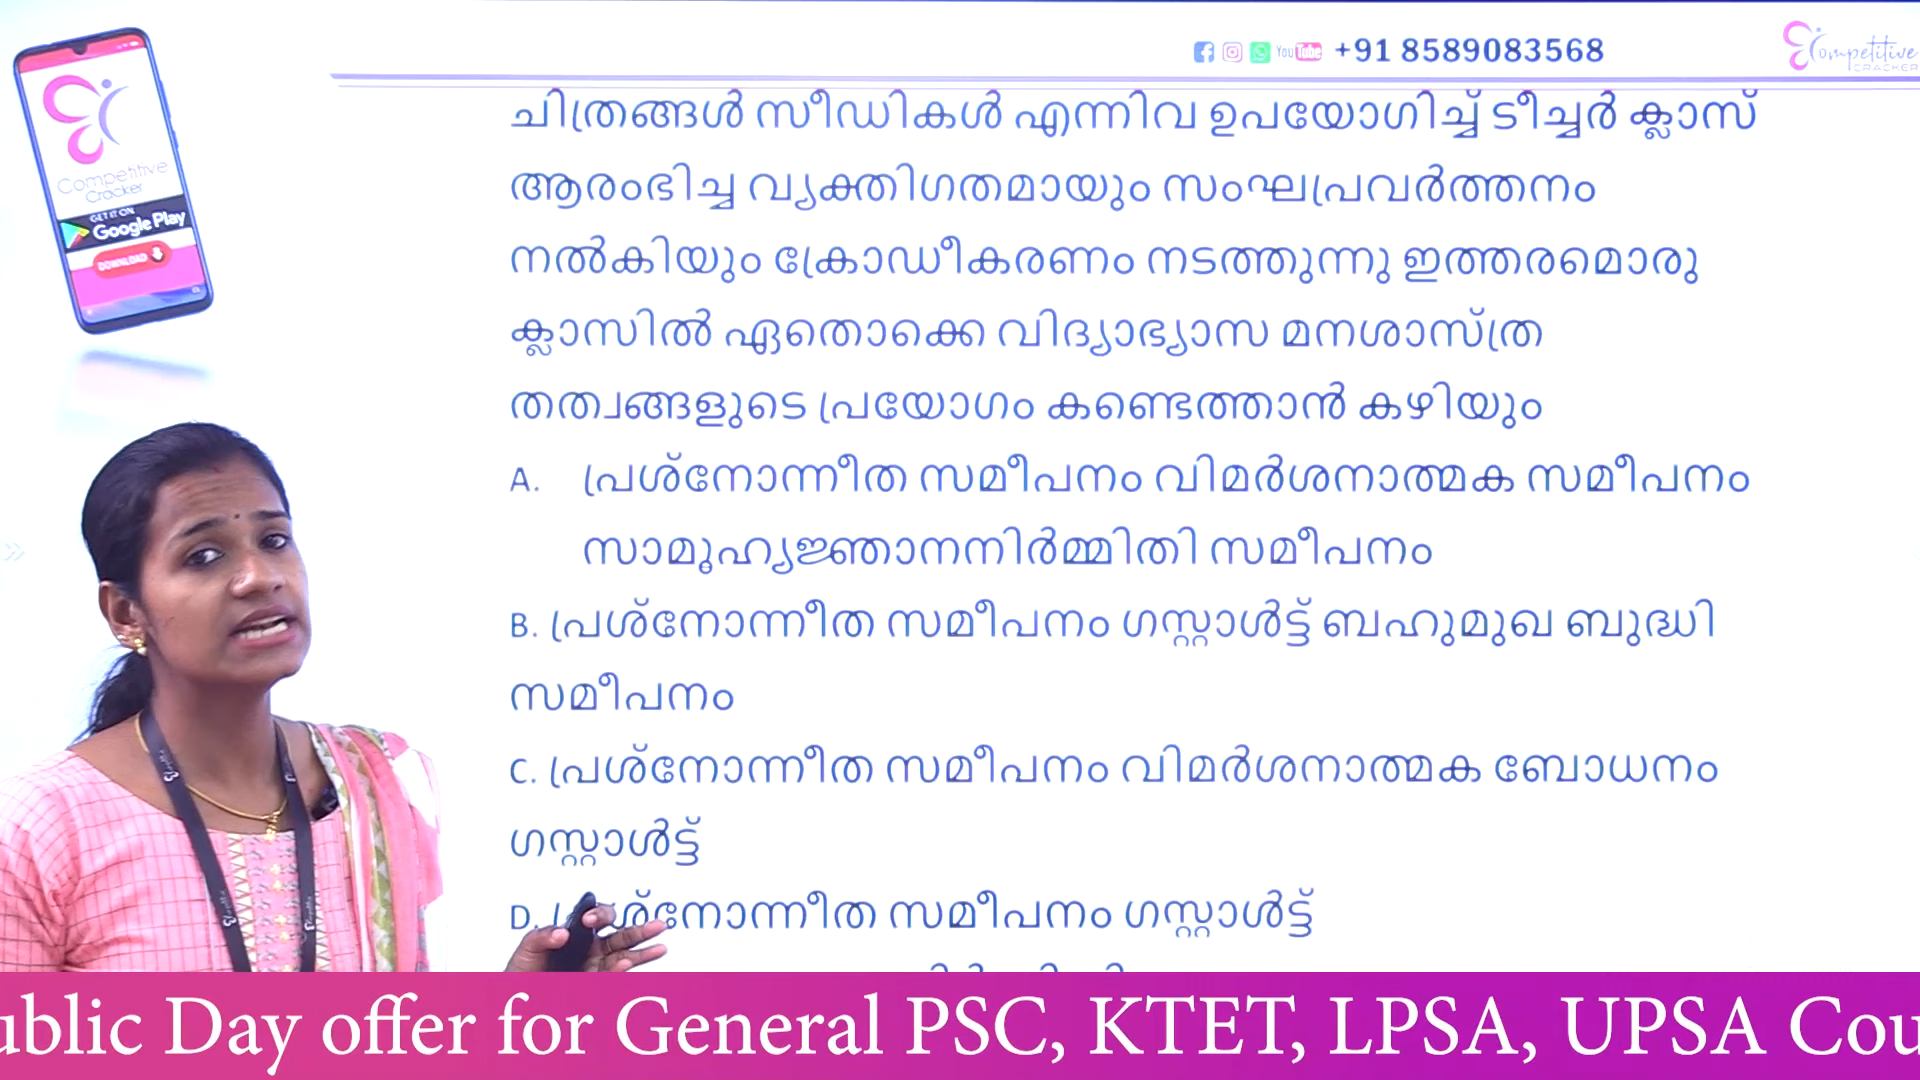 YouTube +91 8589083568
Competitive
CRACKER
Competitive
Cracker
GET IT ON
Google Play
DOWNLOAD
ചിത്രങ്ങൾ സീഡികൾ എന്നിവ ഉപയോഗിച്ച് ടീച്ചർ ക്ലാസ്
ആരംഭിച്ച വ്യക്തിഗതമായും സംഘപ്രവർത്തനം
നൽകിയും ക്രോഡീകരണം നടത്തുന്നു ഇത്തരമൊരു
ക്ലാസിൽ ഏതൊക്കെ വിദ്യാഭ്യാസ മനശാസ്ത്ര
തത്വങ്ങളുടെ പ്രയോഗം കണ്ടെത്താൻ കഴിയും
A. പ്രശ്നോന്നീത സമീപനം വിമർശനാത്മക സമീപനം
സാമൂഹ്യജ്ഞാനനിർമ്മിതി സമീപനം
B. പ്രശ്നോന്നീത സമീപനം ഗസ്റ്റാൾട്ട് ബഹുമുഖ ബുദ്ധി
സമീപനം
C. പ്രശ്നോന്നീത സമീപനം വിമർശനാത്മക ബോധനം
ഗസ്റ്റാൾട്ട്
D. പ്രശ്നോന്നീത സമീപനം ഗസ്റ്റാൾട്ട്
ublic Day offer for General PSC, KTET, LPSA, UPSA Cou